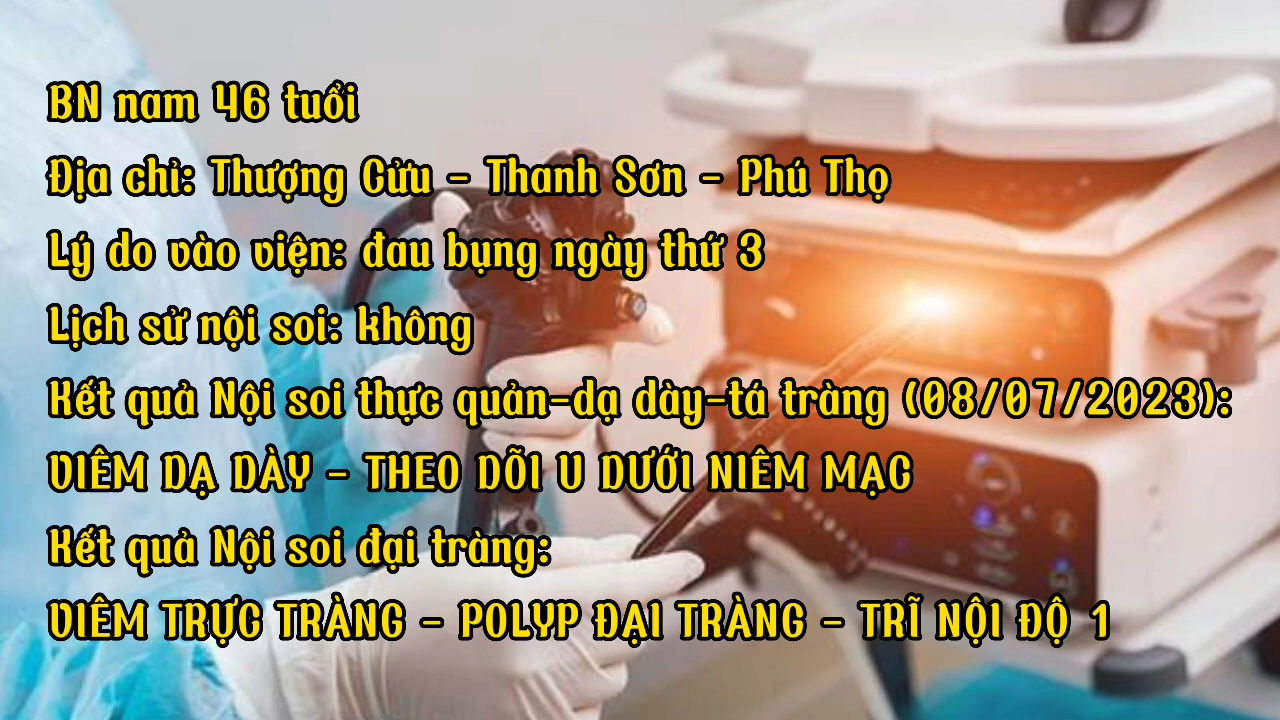 BN nam 46 tuổi
Địa chỉ: Thượng Cửu - Thanh Sơn - Phú Thọ
Lý do vào viện: đau bụng ngày thứ 3
Lịch sử nội soi: không
Kết quả Nội soi thực quản-dạ dày-tá tràng (08/07/2023):
VIÊM DẠ DÀY - THEO DÕI U DƯỚI NIÊM MẠC
Kết quả Nội soi đại tràng:
VIÊM TRỰC TRÀNG - POLYP ĐẠI TRÀNG - TRĨ NỘI ĐỘ 1